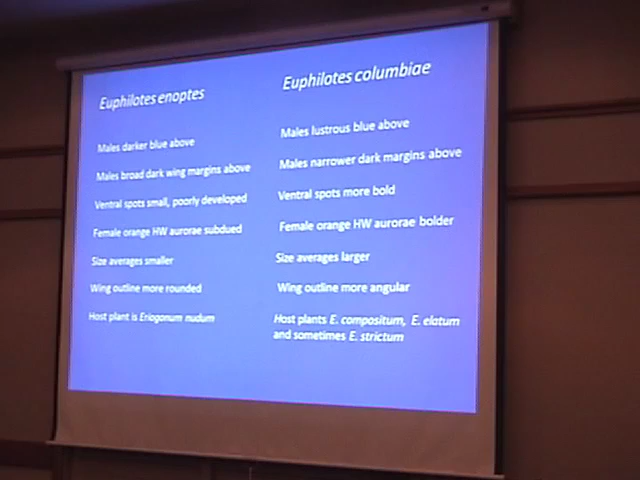 Euphilotes enoptes
Males darker blue above
Males broad dark wing margins above
Ventral spots small, poorly developed
Female orange HW aurorae subdued
Size averages smaller
Wing outline more rounded
Host plant is Eriogonum nudum
Euphilotes columbiae
Males lustrous blue above
Males narrower dark margins above
Ventral spots more bold
Female orange HW aurorae bolder
Size averages larger
Wing outline more angular
Host plants E. compositum, E. elatum
and sometimes E. strictum